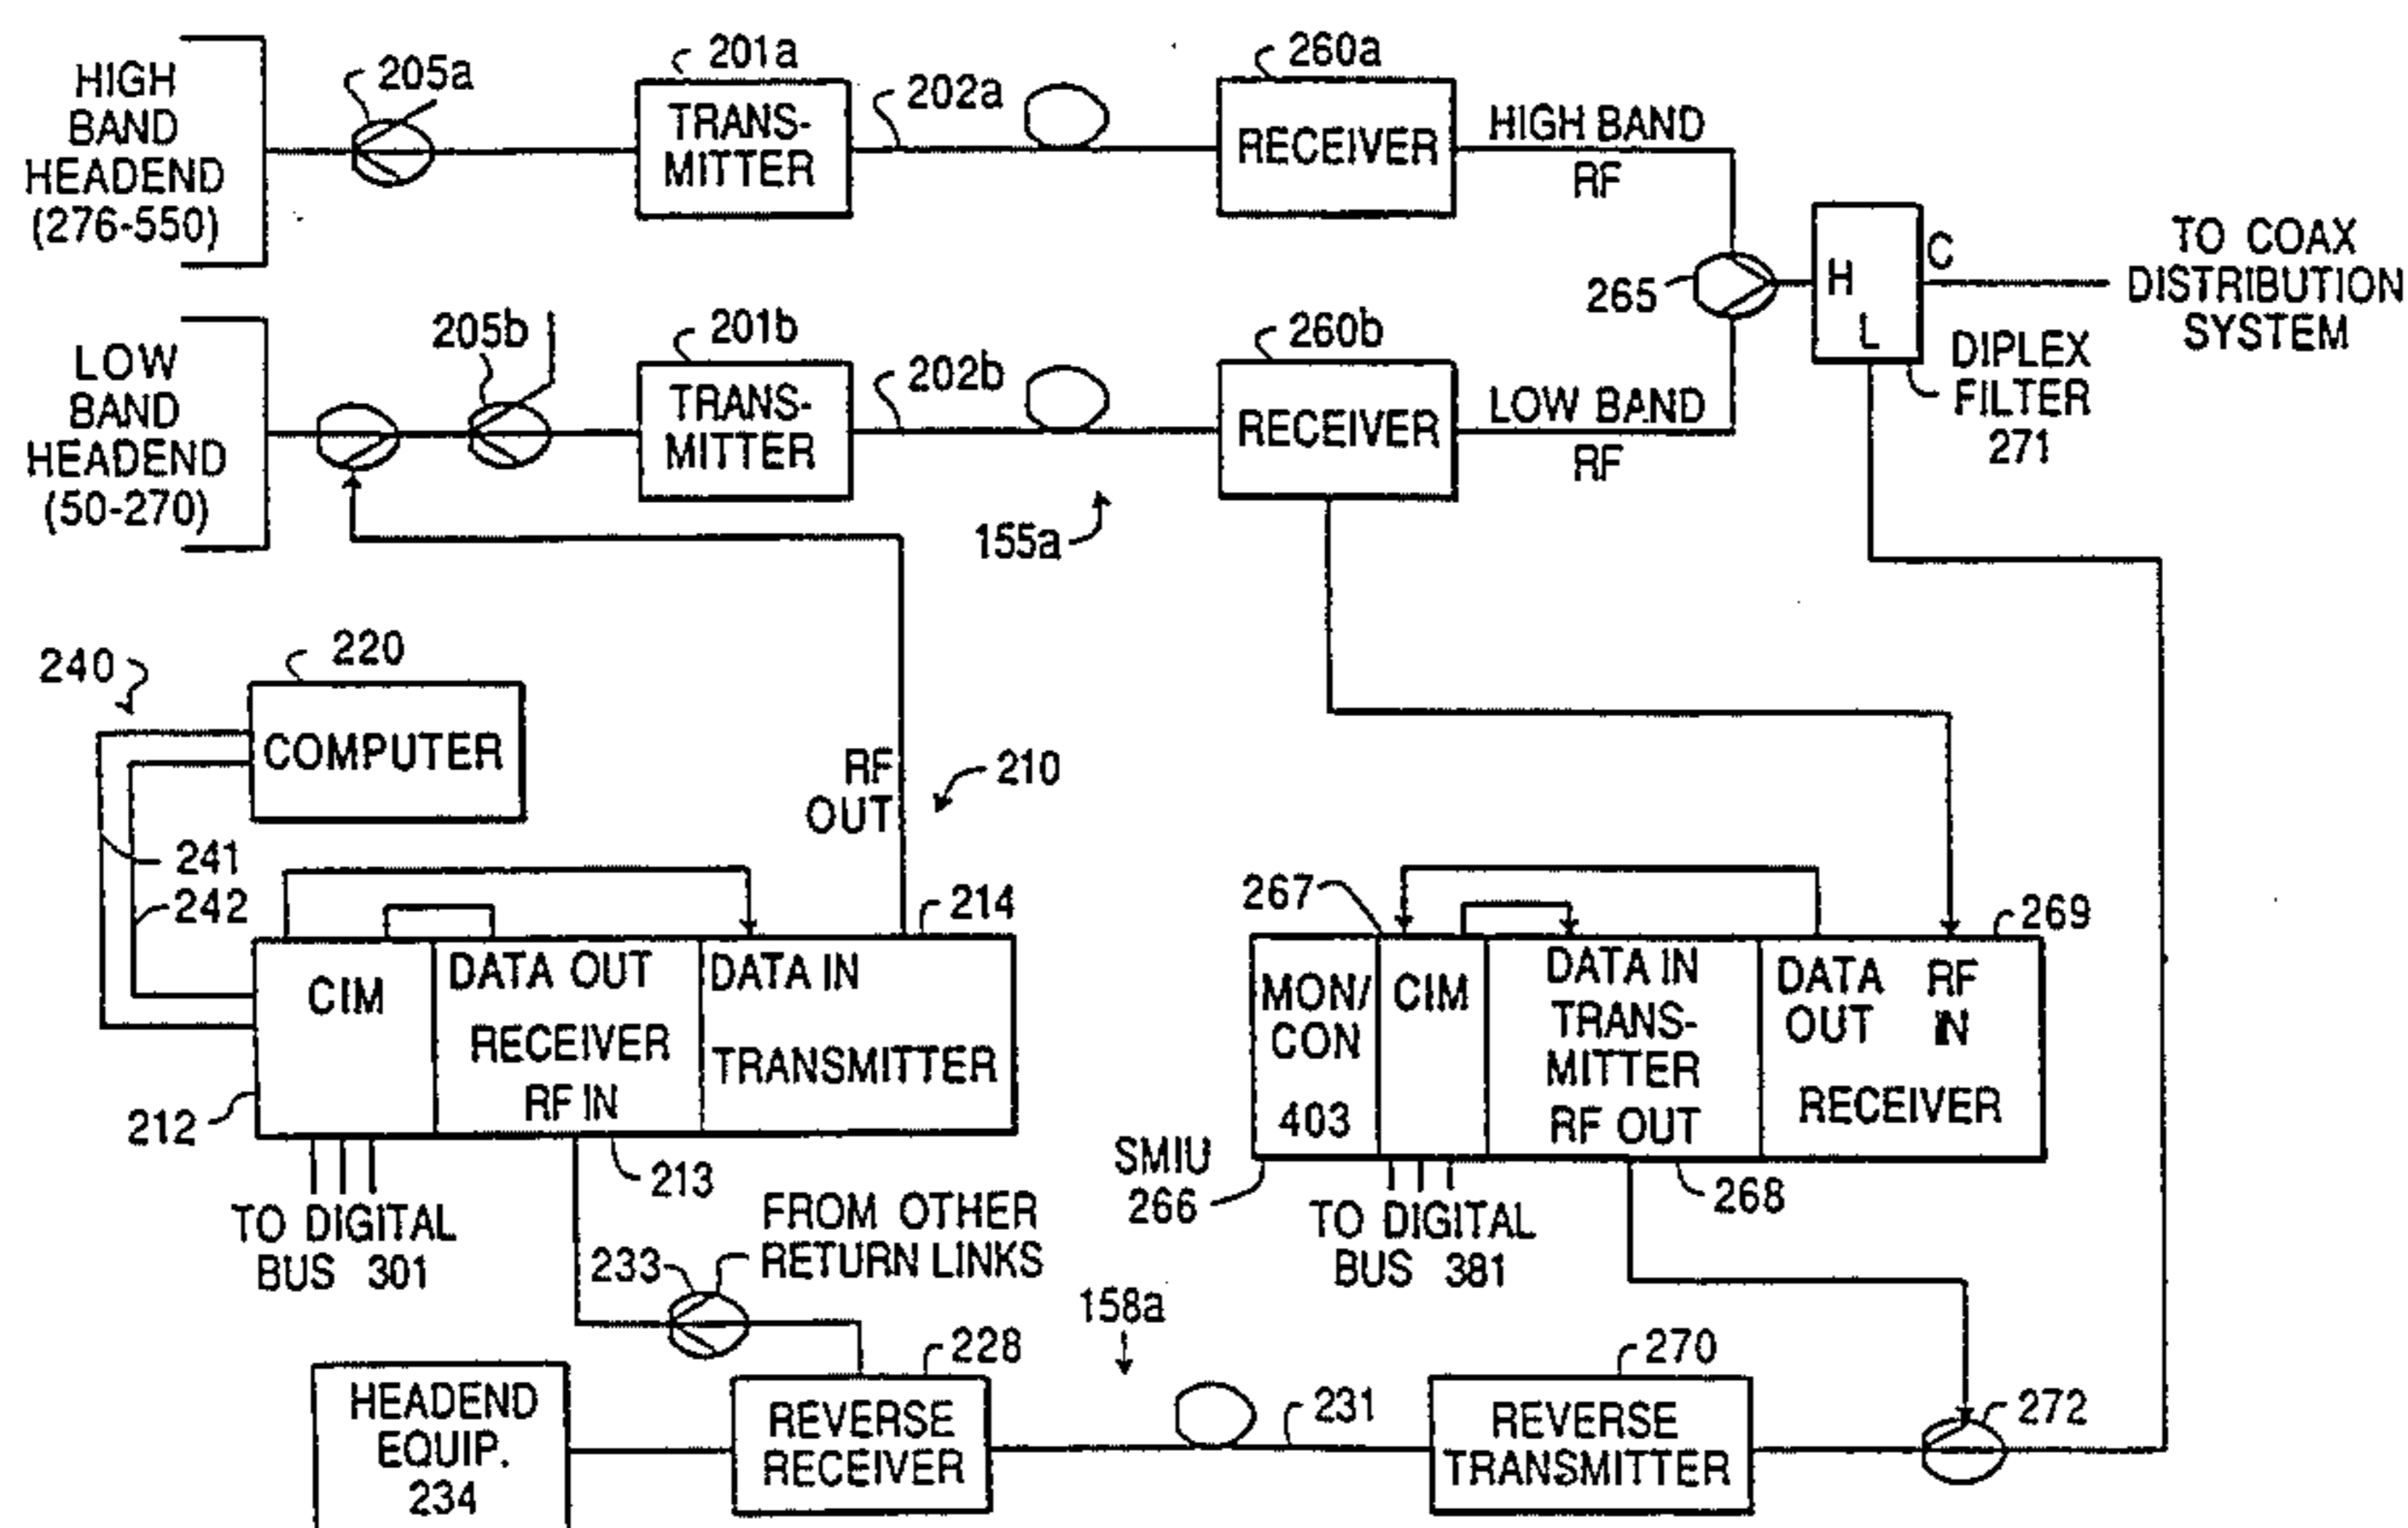 HIGH
BAND
HEADEND
(276-550)
205a
201a
TRANS-
MITTER
202a
260a
RECEIVER
HIGH BAND
RF
265
H
L
C
TO COAX
DISTRIBUTION
SYSTEM
DIPLEX
FILTER
271
LOW
BAND
HEADEND
(50-270)
205b
201b
TRANS-
MITTER
202b
155a
260b
RECEIVER
LOW BAND
RF
240
220
COMPUTER
241
242
RF
OUT
210
214
CIM
DATA OUT
RECEIVER
RF IN
DATA IN
TRANSMITTER
212
213
TO DIGITAL
BUS 301
267
269
MON/
CON
403
CIM
DATA IN
TRANS-
MITTER
RF OUT
DATA
OUT
RF
IN
RECEIVER
SMIU
266
268
TO DIGITAL
BUS 381
233
FROM OTHER
RETURN LINKS
158a
228
HEADEND
EQUIP.
234
REVERSE
RECEIVER
231
270
REVERSE
TRANSMITTER
272